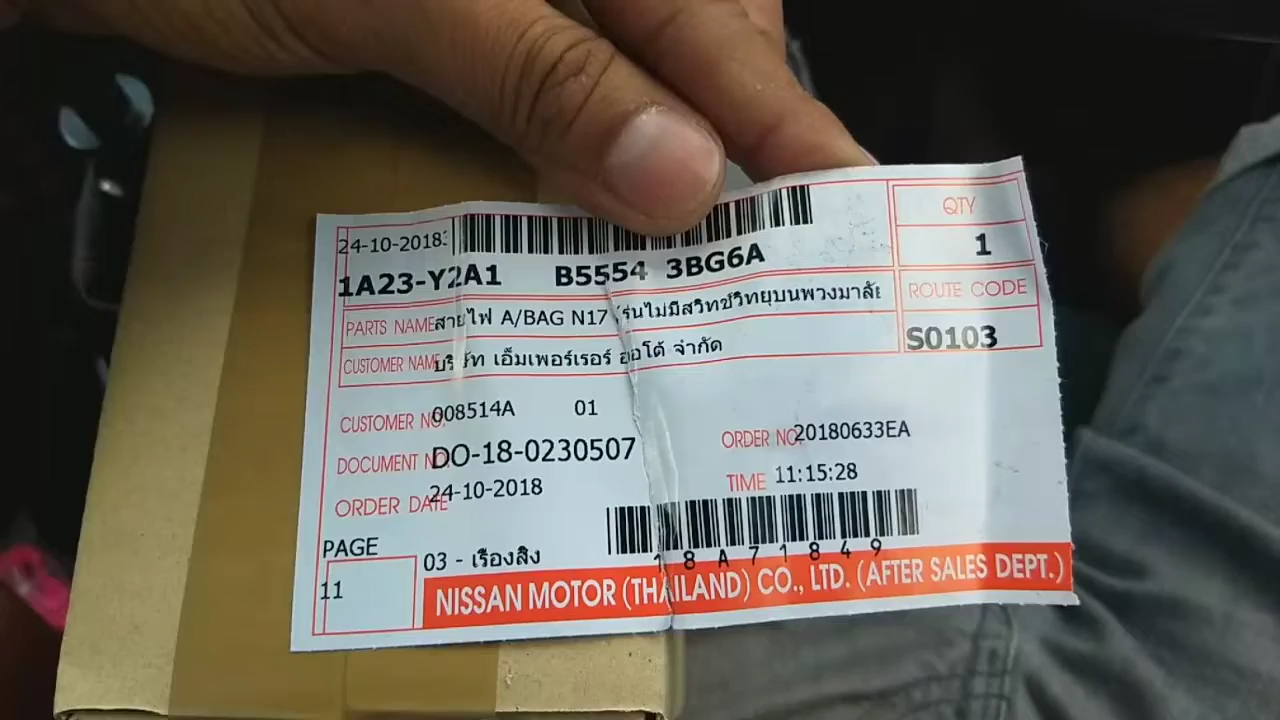 24-10-2018
QTY
1
1A23-Y2A1 B5554 3BG6A
PARTS NAME สายไฟ A/BAG N17 รุ่นไม่มีสวิทช์วิทยุบนพวงมาลัย
ROUTE CODE
S0103
CUSTOMER NAME บริษัท เอ็มเพอร์เรอร์ ออโต้ จำกัด
CUSTOMER NO. 008514A 01
DOCUMENT NO. DO-18-0230507
ORDER NO. 20180633EA
ORDER DATE 24-10-2018
TIME 11:15:28
PAGE
11
03 - เรืองสิง
18A71849
NISSAN MOTOR (THAILAND) CO., LTD. (AFTER SALES DEPT.)